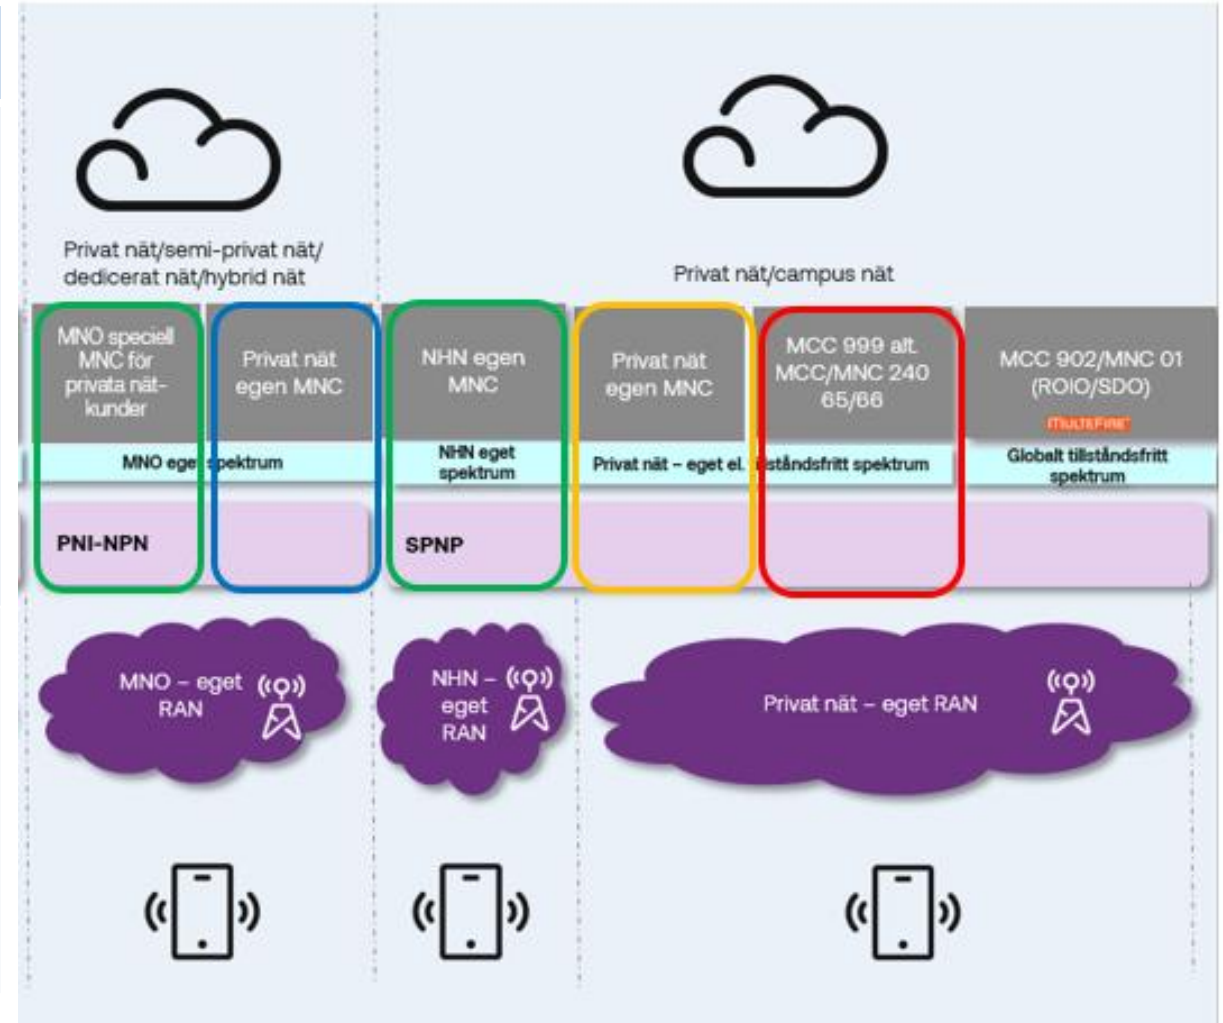 Privat nät/semi-privat nät/
dedicerat nät/hybrid nät
Privat nät/campus nät
MNO speciell
MNC för
privata nät-
kunder
Privat nät
egen MNC
NHN egen
MNC
Privat nät
egen MNC
MCC 999 alt.
MCC/MNC 240
65/66
MCC 902/MNC 01
(ROIO/SDO)
MULTEFIRE
MNO eget spektrum
NHN eget
spektrum
Privat nät – eget el. tillståndsfritt spektrum
Globalt tillståndsfritt
spektrum
PNI-NPN
SPNP
MNO – eget
RAN
NHN –
eget
RAN
Privat nät – eget RAN